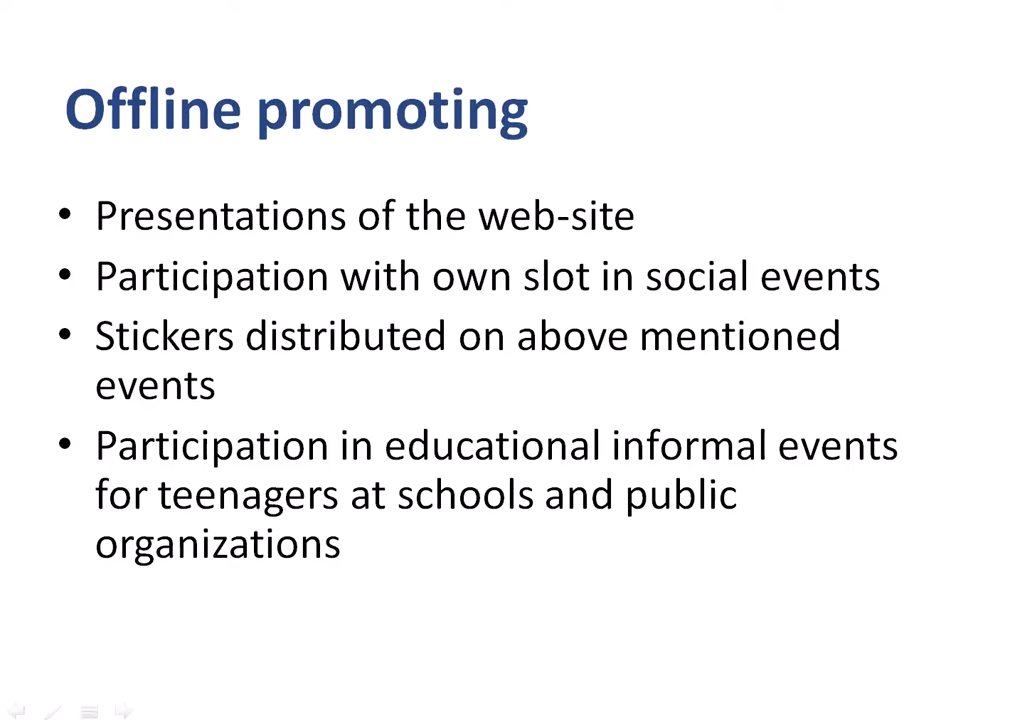 Offline promoting
• Presentations of the web-site
• Participation with own slot in social events
• Stickers distributed on above mentioned
events
• Participation in educational informal events
for teenagers at schools and public
organizations